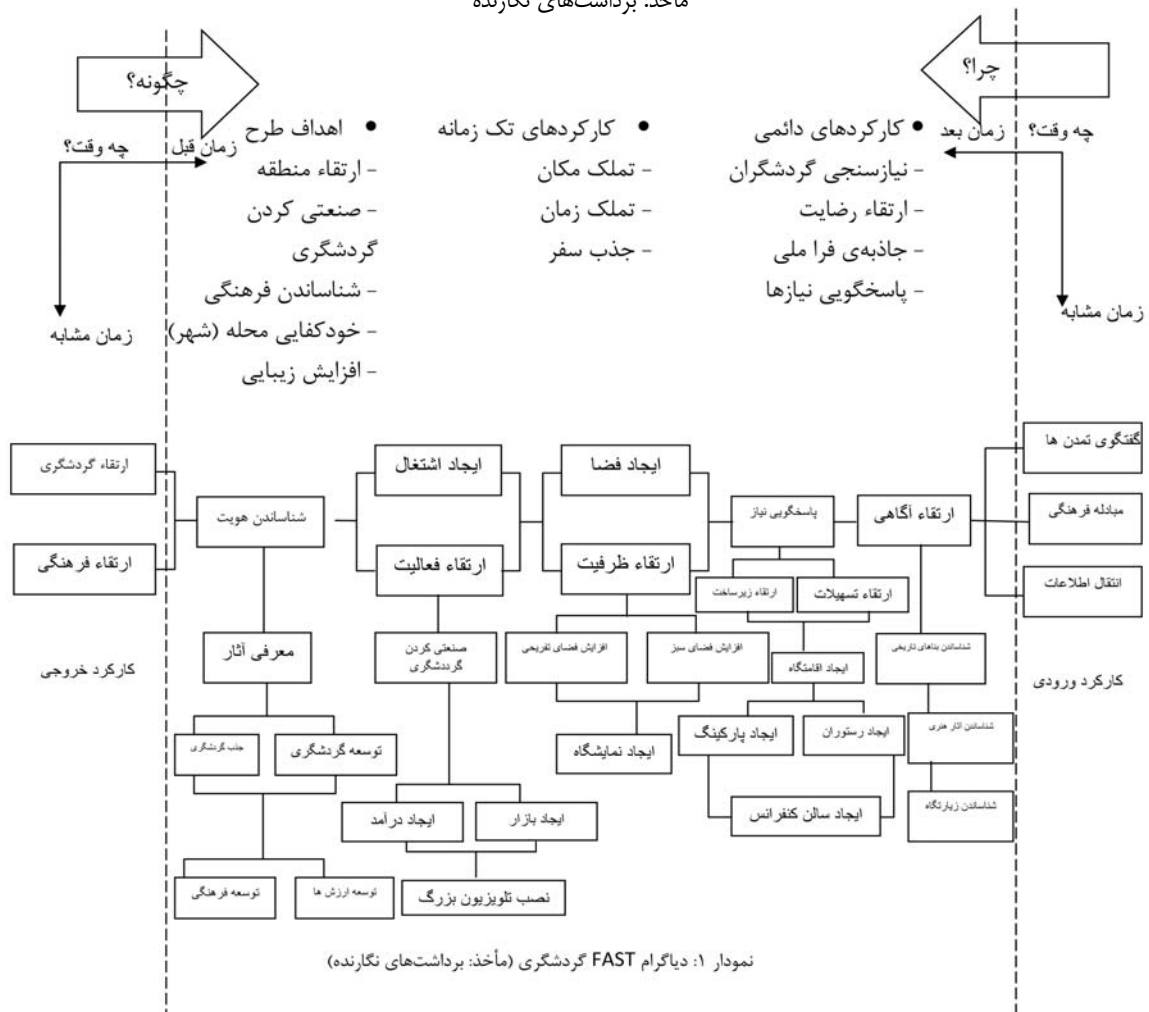 مأخذ: برداشت‌های نگارنده
چرا؟
چگونه؟
چه وقت؟
زمان بعد
زمان مشابه
• کارکردهای دائمی
- نیازسنجی گردشگران
- ارتقاء رضایت
- جاذبه‌ی فرا ملی
- پاسخگویی نیازها
• کارکردهای تک زمانه
- تملک مکان
- تملک زمان
- جذب سفر
• اهداف طرح
- ارتقاء منطقه
- صنعتی کردن
گردشگری
- شناساندن فرهنگی
- خودکفایی محله (شهر)
- افزایش زیبایی
زمان قبل
چه وقت؟
زمان مشابه
گفتگوی تمدن ها
مبادله فرهنگی
انتقال اطلاعات
کارکرد ورودی
ارتقاء آگاهی
شناساندن بناهای تاریخی
شناساندن آثار هنری
شناساندن زیارتگاه
پاسخگویی نیاز
ارتقاء تسهیلات
ارتقاء زیرساخت
ایجاد اقامتگاه
ایجاد رستوران
ایجاد پارکینگ
ایجاد سالن کنفرانس
ایجاد فضا
ارتقاء ظرفیت
افزایش فضای سبز
افزایش فضای تفریحی
ایجاد نمایشگاه
ایجاد اشتغال
ارتقاء فعالیت
صنعتی کردن
گرددشگری
ایجاد بازار
ایجاد درآمد
نصب تلویزیون بزرگ
شناساندن هویت
معرفی آثار
توسعه گردشگری
جذب گردشگری
توسعه ارزش ها
توسعه فرهنگی
ارتقاء گردشگری
ارتقاء فرهنگی
کارکرد خروجی
نمودار ۱: دیاگرام FAST گردشگری (مأخذ: برداشت‌های نگارنده)